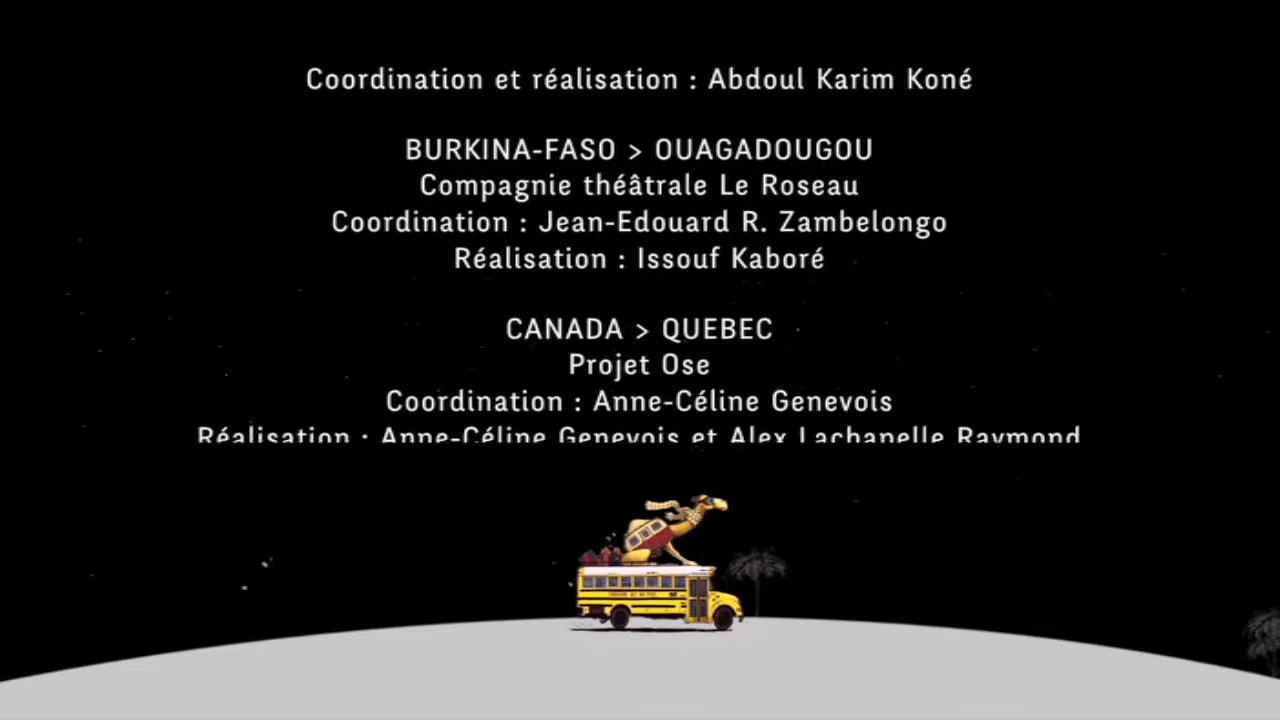 Coordination et réalisation : Abdoul Karim Koné
BURKINA-FASO > OUAGADOUGOU
Compagnie théâtrale Le Roseau
Coordination : Jean-Edouard R. Zambelongo
Réalisation : Issouf Kaboré
CANADA > QUEBEC
Projet Ose
Coordination : Anne-Céline Genevois
Réalisation : Anne-Céline Genevois et Alex Lachapelle Raymond